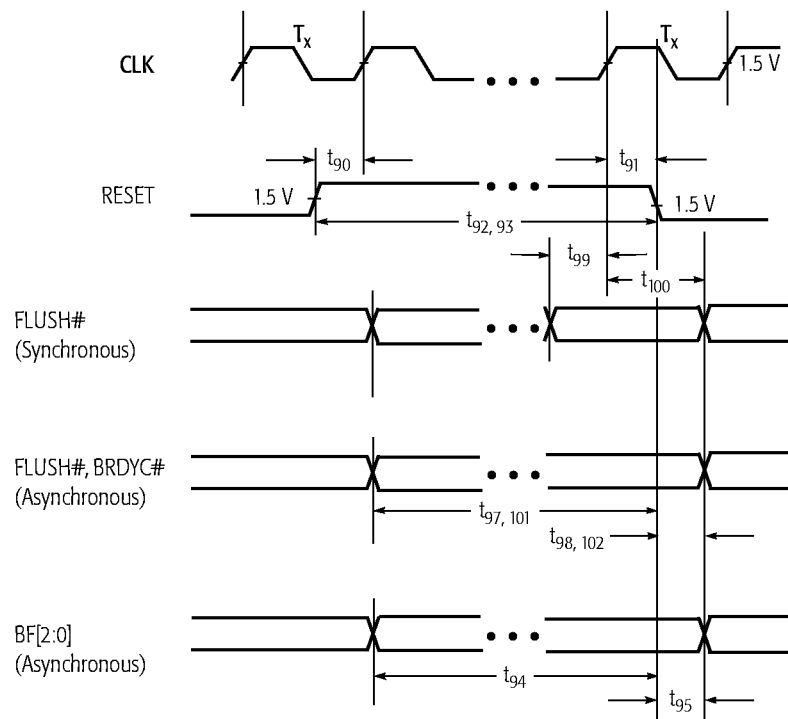 CLK
Tx
Tx
1.5 V
t90
t91
RESET
1.5 V
1.5 V
t92, 93
t99
t100
FLUSH#
(Synchronous)
FLUSH#, BRDYC#
(Asynchronous)
t97, 101
t98, 102
BF[2:0]
(Asynchronous)
t94
t95